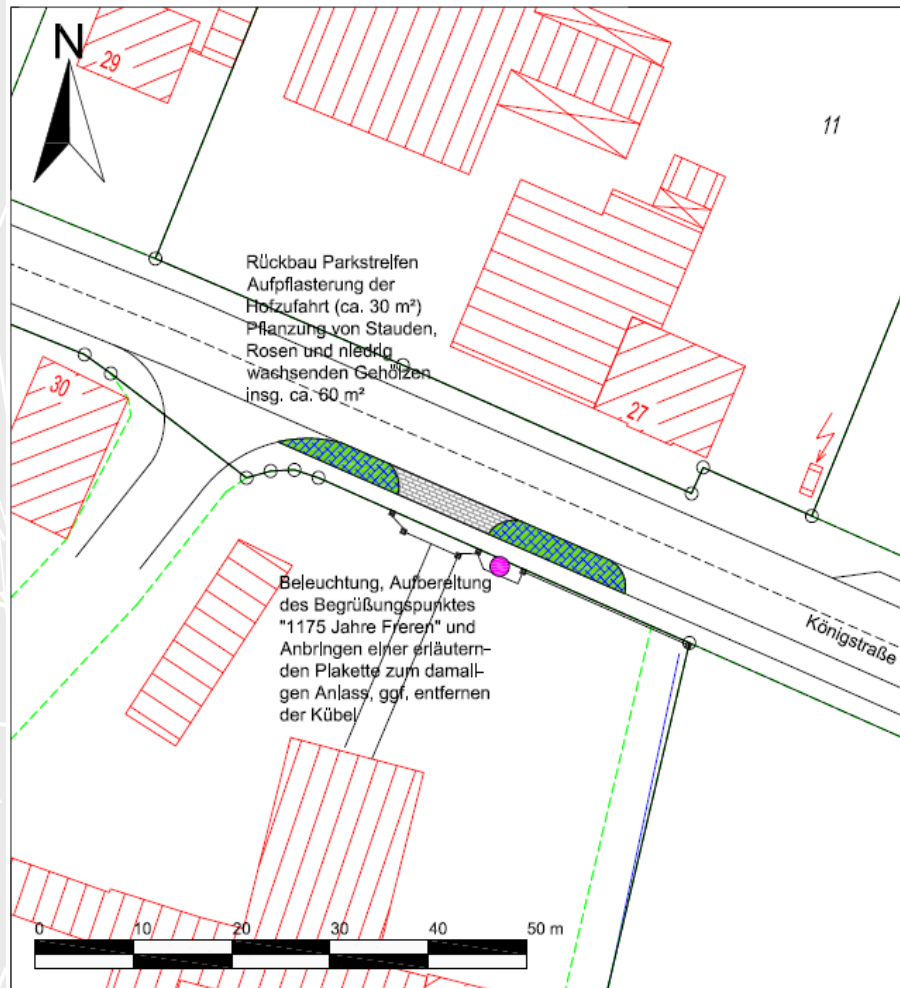 N
29
11
Rückbau Parkstreifen
Aufpflasterung der
Hofzufahrt (ca. 30 m²)
Pflanzung von Stauden,
Rosen und niedrig
wachsenden Gehölzen
insg. ca. 60 m²
30
27
Königstraße
Beleuchtung, Aufbereitung
des Begrüßungspunktes
"1175 Jahre Freren" und
Anbringen einer erläutern-
den Plakette zum damali-
gen Anlass, ggf. entfernen
der Kübel
0 10 20 30 40 50 m